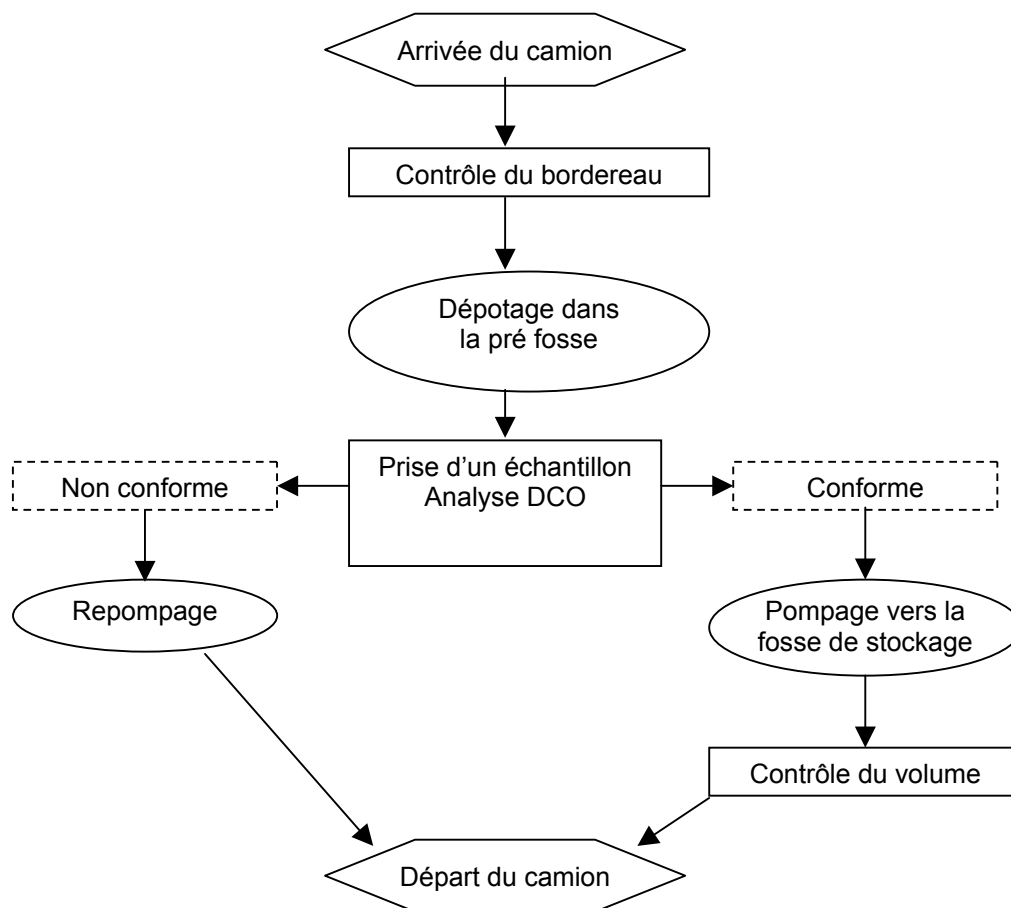 Arrivée du camion
Contrôle du bordereau
Dépotage dans
la pré fosse
Prise d'un échantillon
Analyse DCO
Non conforme
Conforme
Repompage
Pompage vers la
fosse de stockage
Contrôle du volume
Départ du camion